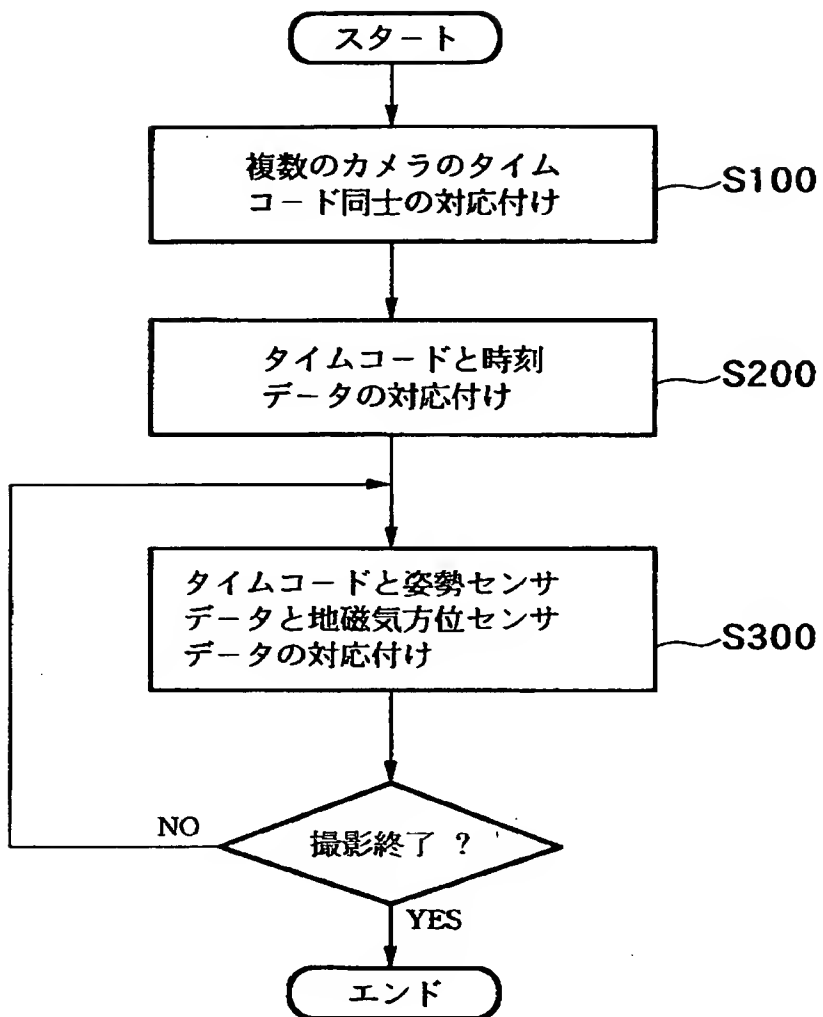 スタート
複数のカメラのタイム
コード同士の対応付け
S100
タイムコードと時刻
データの対応付け
S200
タイムコードと姿勢センサ
データと地磁気方位センサ
データの対応付け
S300
撮影終了 ?
NO
YES
エンド